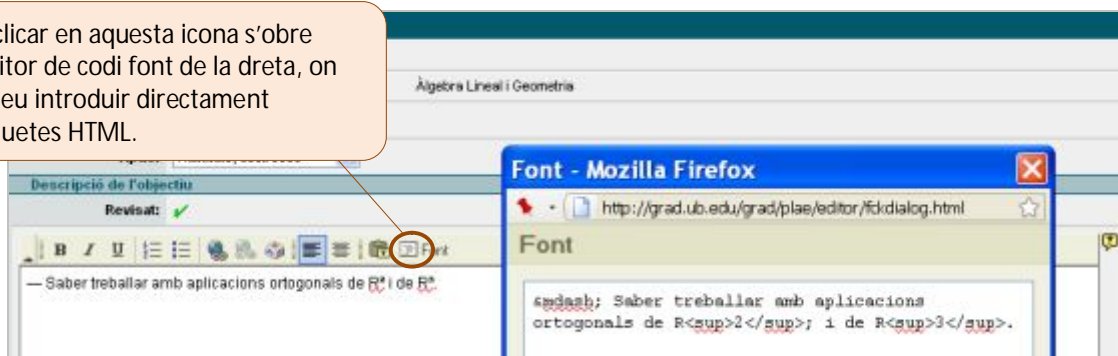 clicar en aquesta icona s'obre
itor de codi font de la dreta, on
eu introduir directament
uetes HTML.
Àlgebra Lineal i Geometria
Descripció de l'objectiu
Revisat:
B I U Font
— Saber treballar amb aplicacions ortogonals de R² i de R³.
Font - Mozilla Firefox
http://grad.ub.edu/grad/plae/editor/fckdialog.html
Font
&mdash; Saber treballar amb aplicacions
ortogonals de R<sup>2</sup>; i de R<sup>3</sup>.